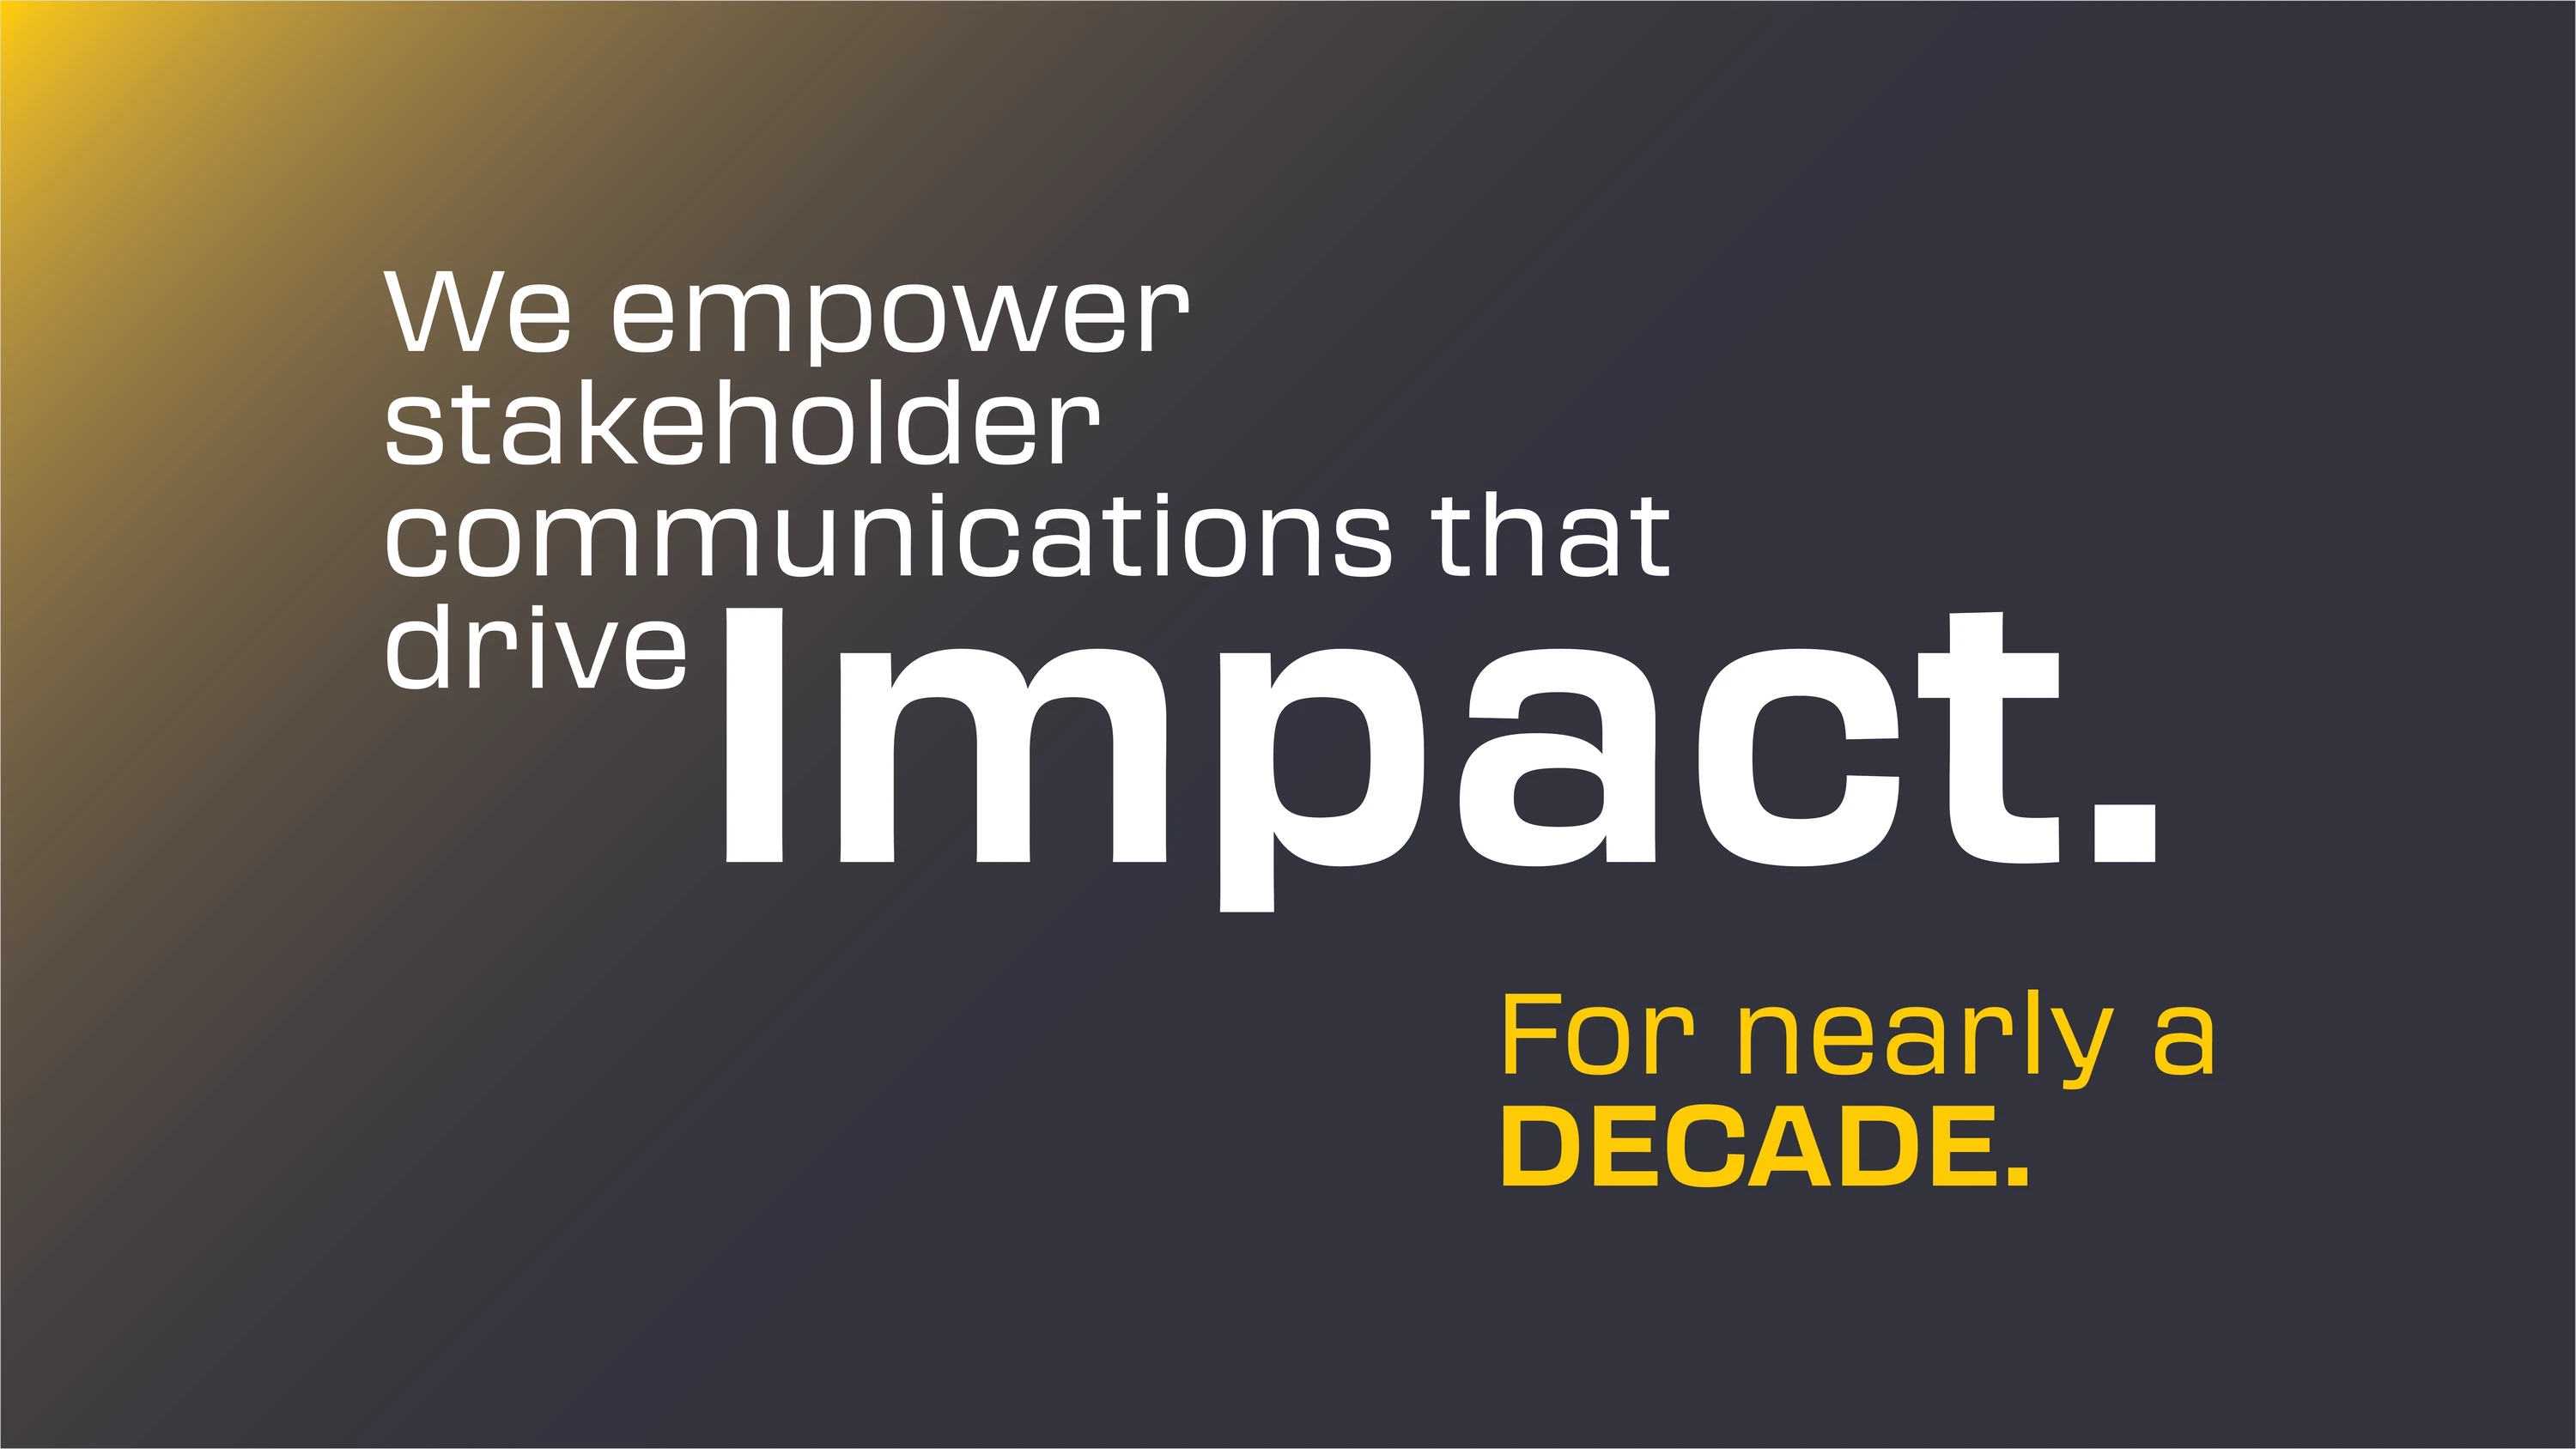 We empower
stakeholder
communications that
drive Impact.
For nearly a
DECADE.